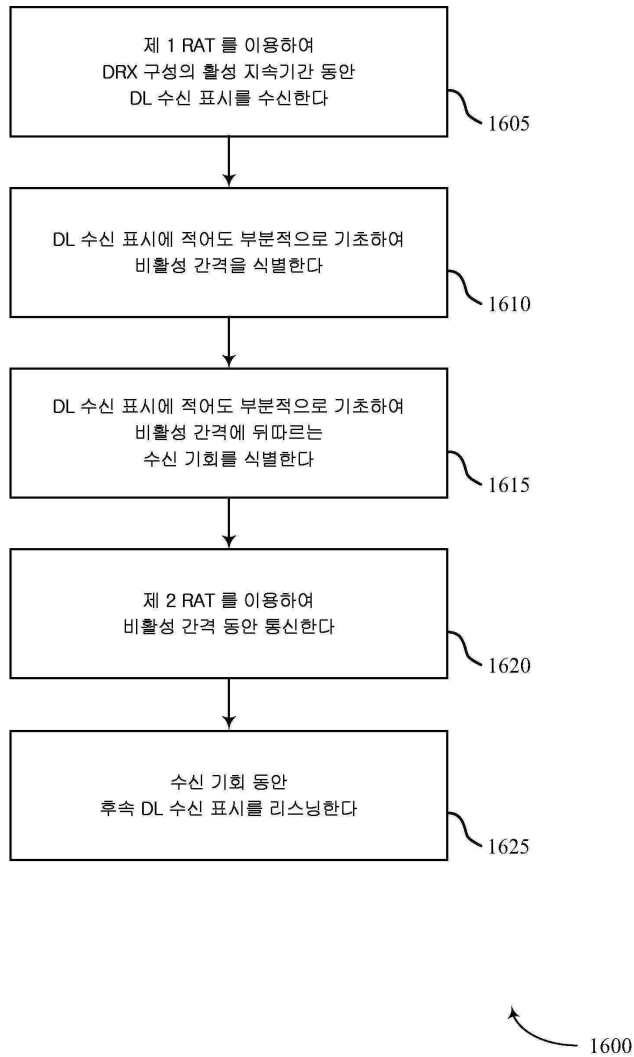 제 1 RAT 를 이용하여
DRX 구성의 활성 지속기간 동안
DL 수신 표시를 수신한다
1605
DL 수신 표시에 적어도 부분적으로 기초하여
비활성 간격을 식별한다
1610
DL 수신 표시에 적어도 부분적으로 기초하여
비활성 간격에 뒤따르는
수신 기회를 식별한다
1615
제 2 RAT 를 이용하여
비활성 간격 동안 통신한다
1620
수신 기회 동안
후속 DL 수신 표시를 리스닝한다
1625
1600